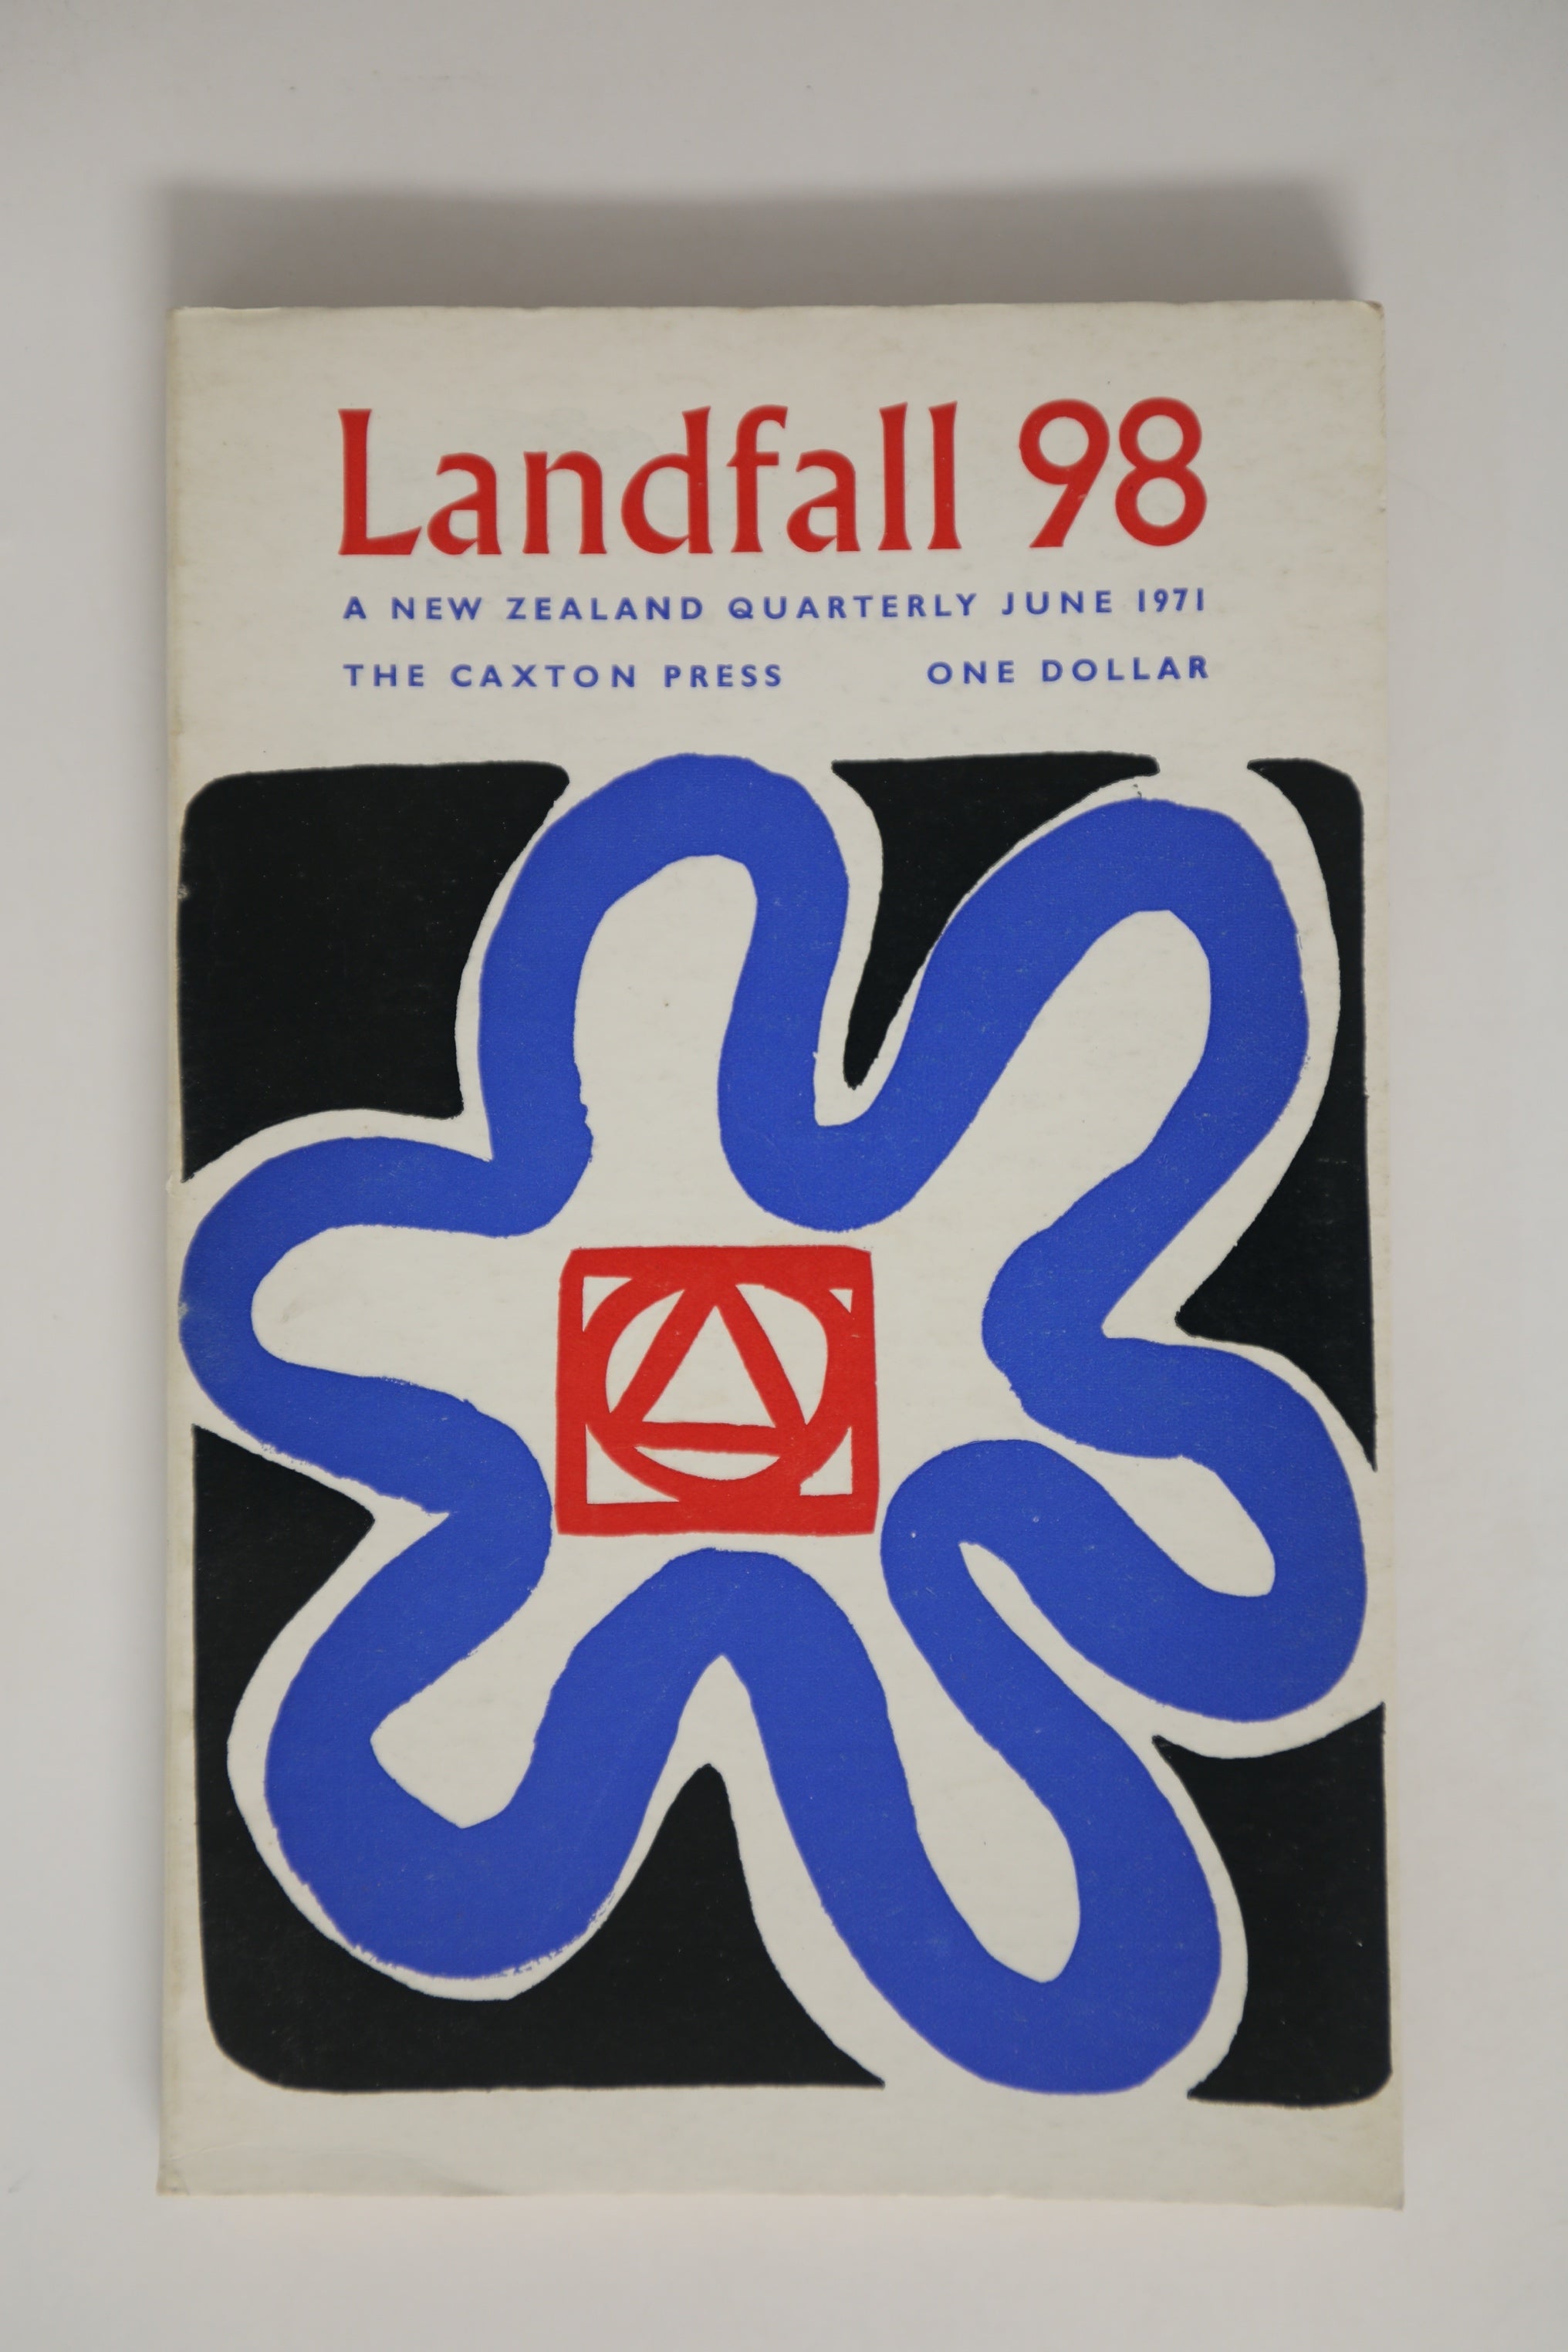 Landfall 98
A NEW ZEALAND QUARTERLY JUNE 1971
THE CAXTON PRESS ONE DOLLAR